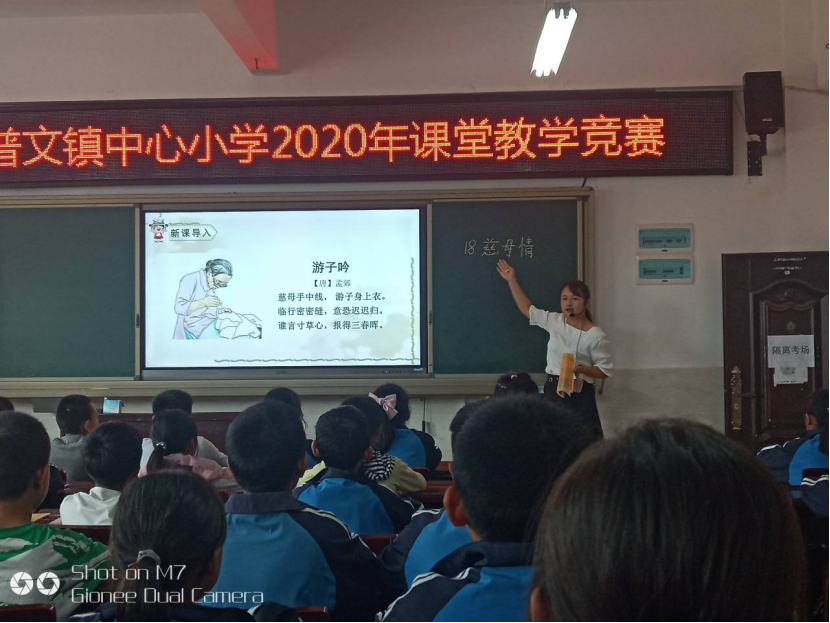 普文镇中心小学2020年课堂教学竞赛
新课导入
游子吟
【唐】孟郊
慈母手中线，游子身上衣。
临行密密缝，意恐迟迟归。
谁言寸草心，报得三春晖。
18 慈母情
隔离考场
Shot on M7
Gionee Dual Camera